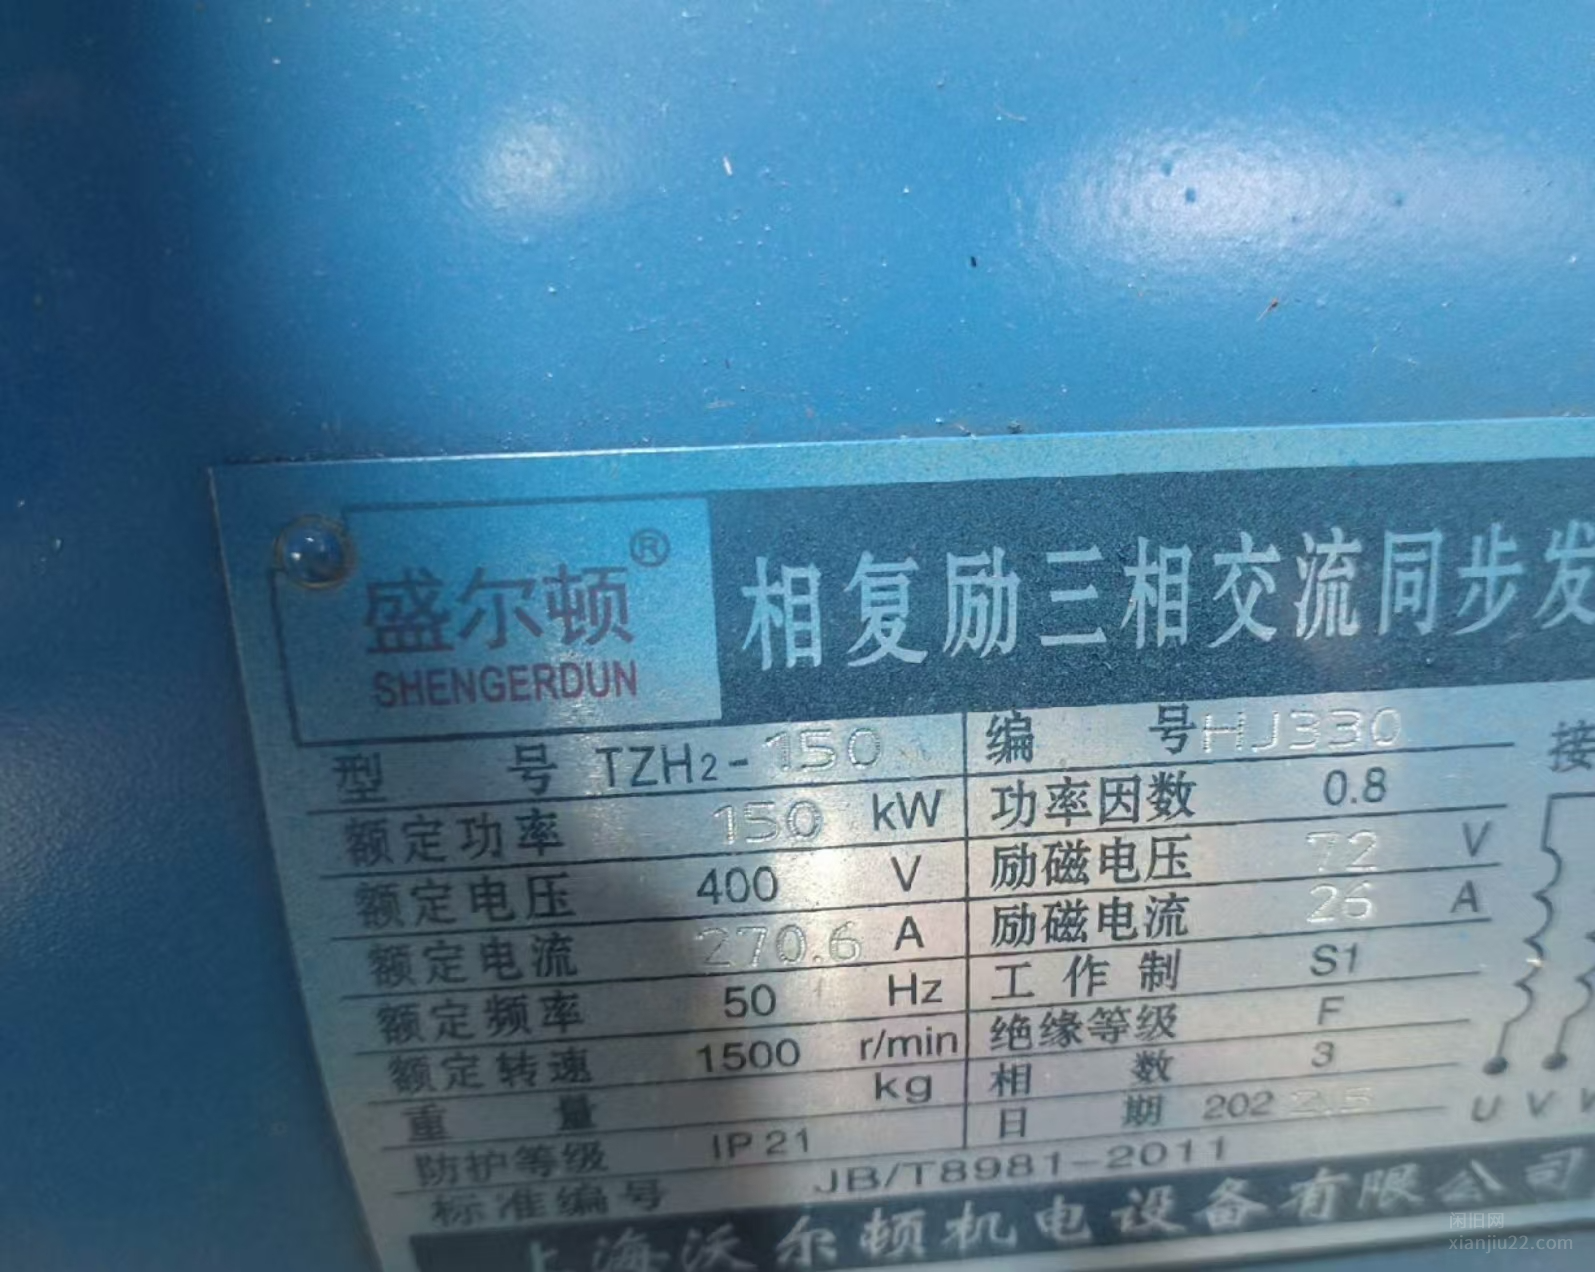 盛尔顿®
SHENGERDUN
相复励三相交流同步发
型号 TZH2-150 编号 HJ330 接
额定功率 150 kW 功率因数 0.8
额定电压 400 V 励磁电压 72 V
额定电流 270.6 A 励磁电流 26 A
额定频率 50 Hz 工作制 S1
额定转速 1500 r/min 绝缘等级 F
重量 kg 相数 3
防护等级 IP21 日期 2022.5
标准编号 JB/T8981-2011
U V
上海沃尔顿机电设备有限公司
闲旧网
xianjiu22.com